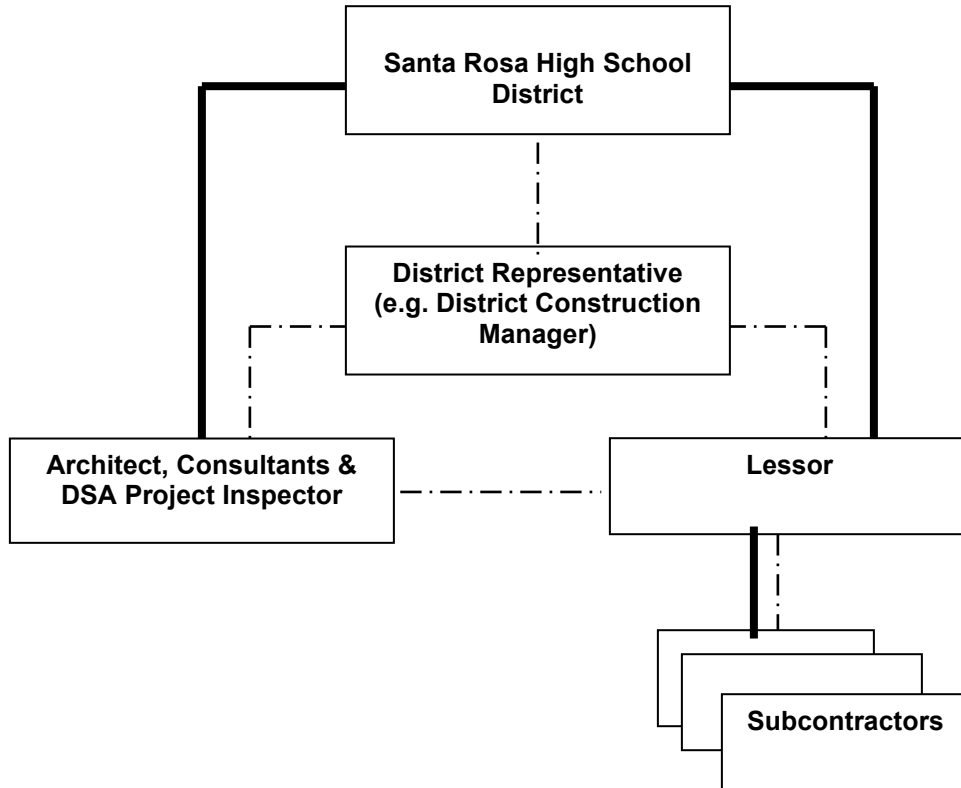 Santa Rosa High School
District
District Representative
(e.g. District Construction
Manager)
Architect, Consultants &
DSA Project Inspector
Lessor
Subcontractors